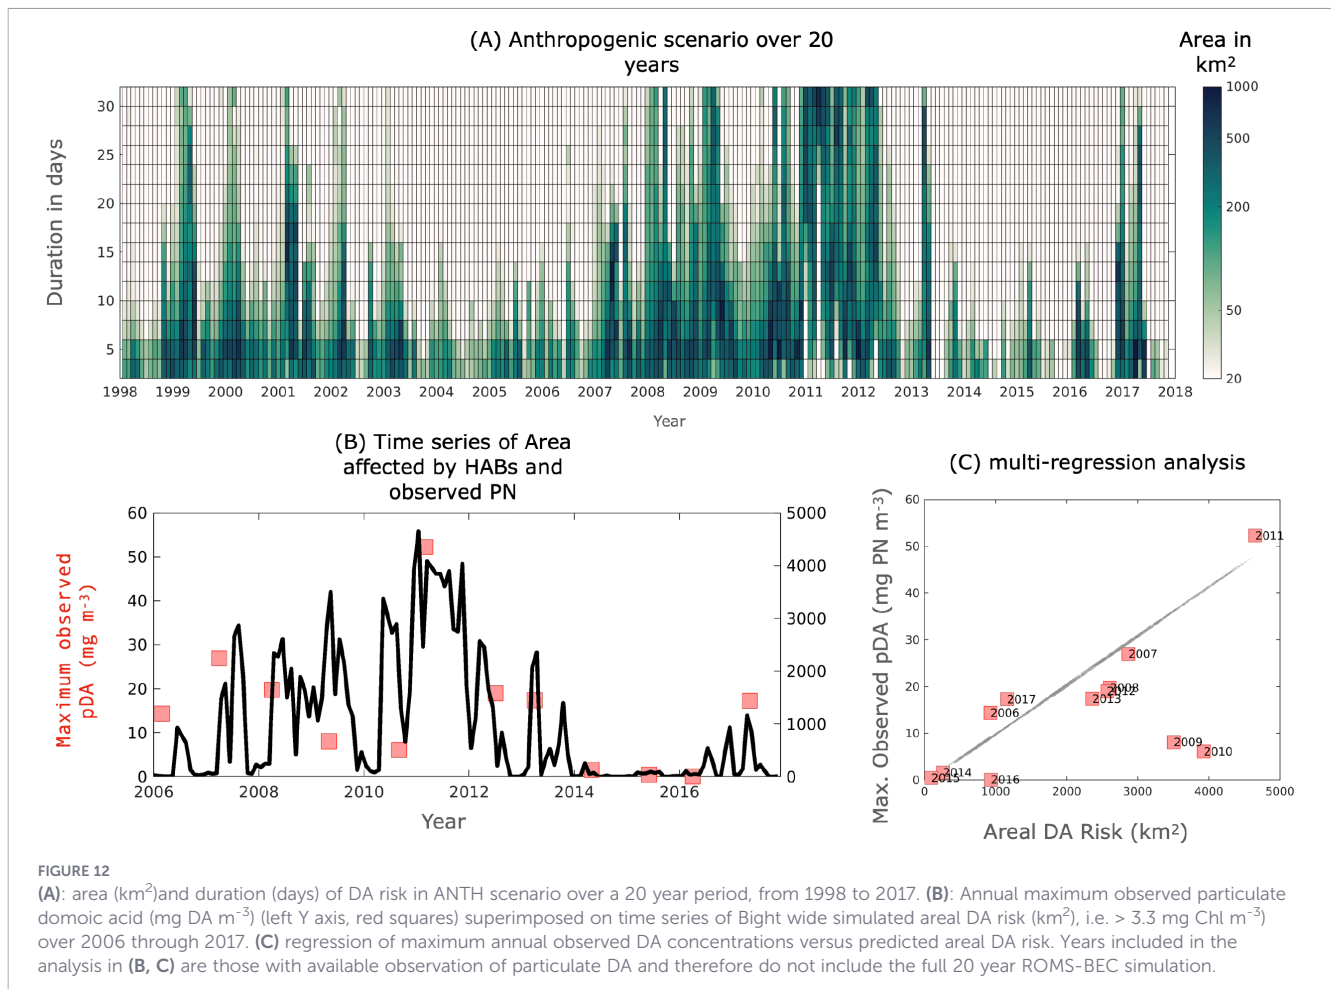 (A) Anthropogenic scenario over 20
years
Area in
km2
Duration in days
30
25
20
15
10
5
1998 1999 2000 2001 2002 2003 2004 2005 2006 2007 2008 2009 2010 2011 2012 2013 2014 2015 2016 2017 2018
Year
1000
500
200
50
20
(B) Time series of Area
affected by HABs and
observed PN
Maximum observed
pDA (mg m-3)
60
50
40
30
20
10
0
5000
4000
3000
2000
1000
0
2006 2008 2010 2012 2014 2016
Year
(C) multi-regression analysis
Max. Observed pDA (mg PN m-3)
60
50
40
30
20
10
0
2011
2007
2008
2012
2013
2017
2006
2009
2010
2014
2015
2016
0 1000 2000 3000 4000 5000
Areal DA Risk (km2)
FIGURE 12
(A): area (km2)and duration (days) of DA risk in ANTH scenario over a 20 year period, from 1998 to 2017. (B): Annual maximum observed particulate
domoic acid (mg DA m-3) (left Y axis, red squares) superimposed on time series of Bight wide simulated areal DA risk (km2), i.e. > 3.3 mg Chl m-3)
over 2006 through 2017. (C) regression of maximum annual observed DA concentrations versus predicted areal DA risk. Years included in the
analysis in (B, C) are those with available observation of particulate DA and therefore do not include the full 20 year ROMS-BEC simulation.